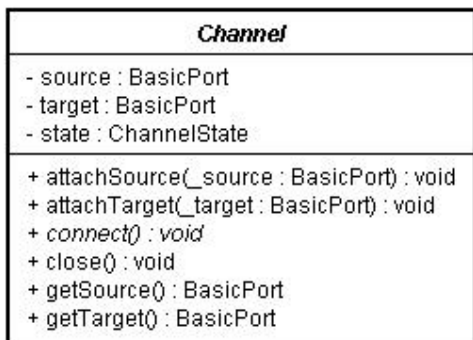 Channel
- source : BasicPort
- target : BasicPort
- state : ChannelState
+ attachSource(_source : BasicPort) : void
+ attachTarget(_target : BasicPort) : void
+ connect() : void
+ close() : void
+ getSource() : BasicPort
+ getTarget() : BasicPort